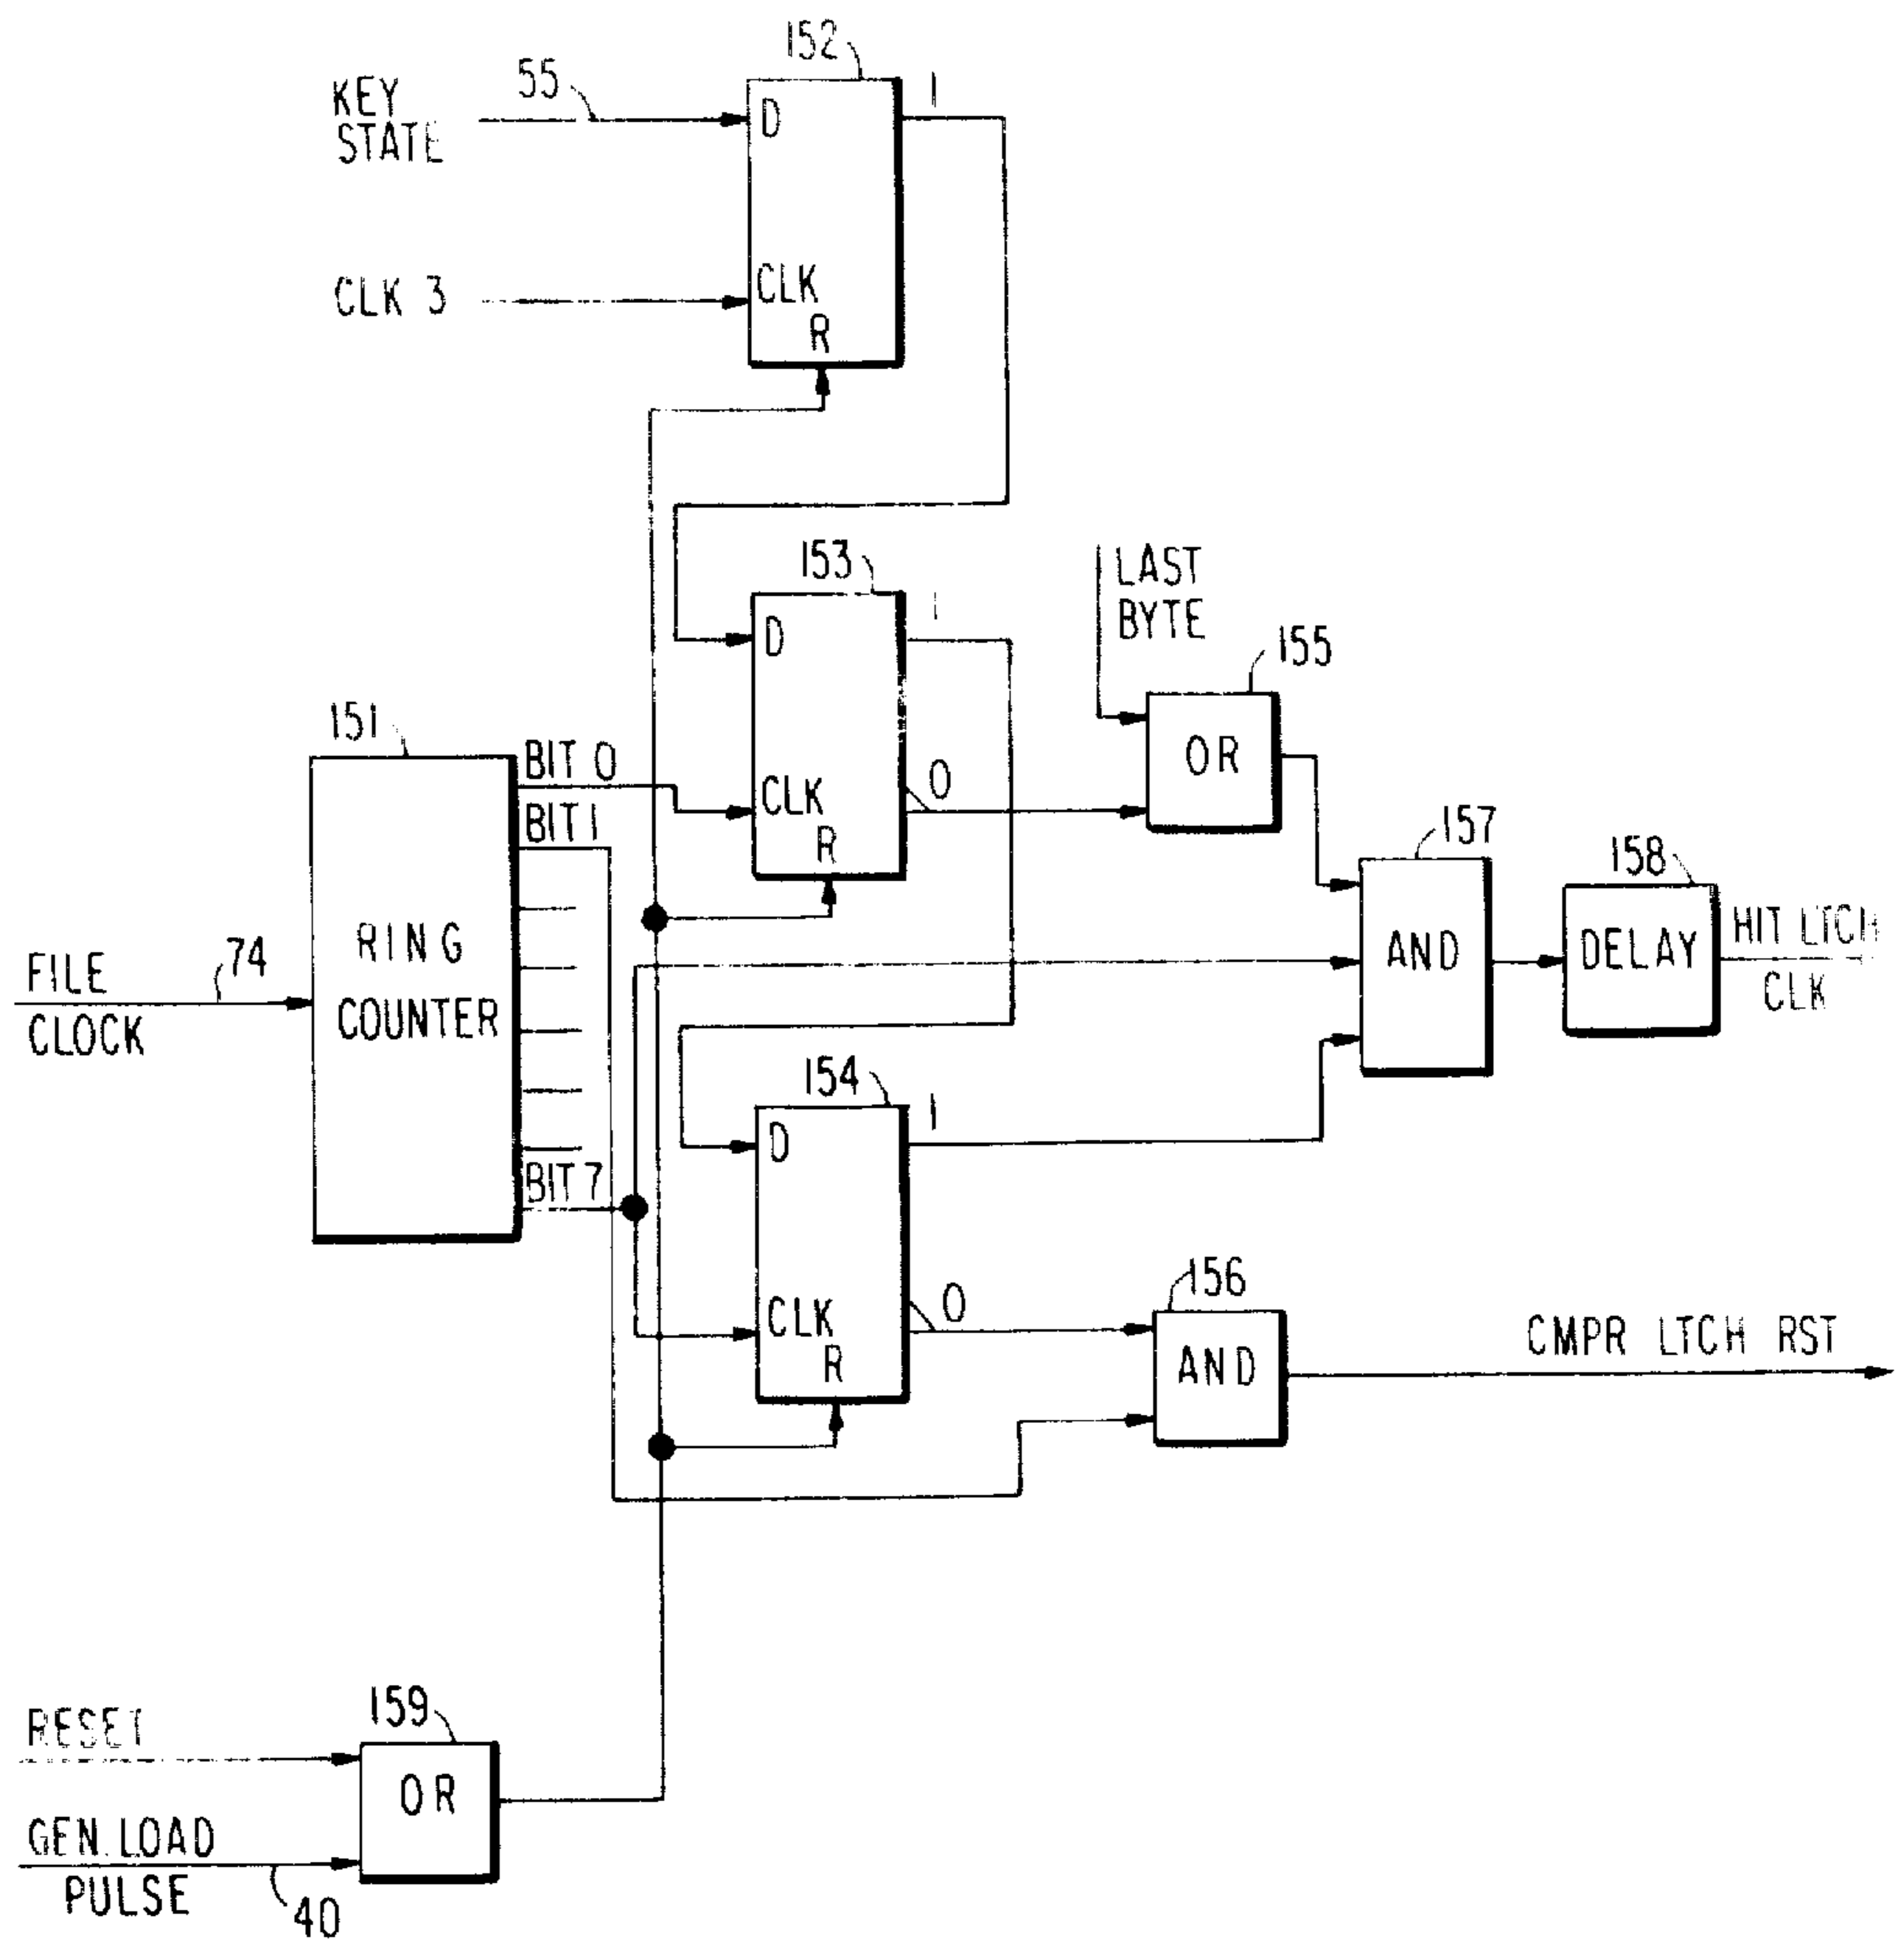 152
KEY
STATE
55
1
D
CLK 3
CLK
R
153
1
D
LAST
BYTE
155
OR
151
BIT 0
BIT 1
CLK
0
R
157
158
RING
COUNTER
AND
DELAY
HIT LTCH
CLK
FILE
CLOCK
74
154
1
D
BIT 7
156
CLK
0
R
AND
CMPR LTCH RST
RESET
159
OR
GEN. LOAD
PULSE
40